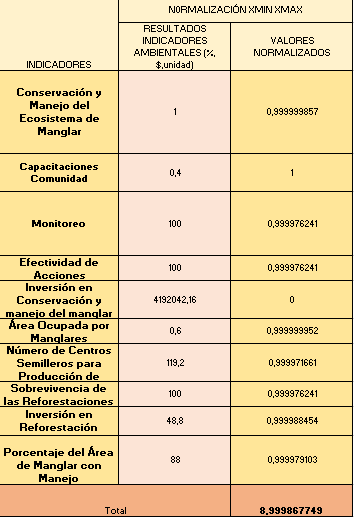 NORMALIZACIÓN XMIN XMAX
INDICADORES
RESULTADOS
INDICADORES
AMBIENTALES (%,
$,unidad)
VALORES
NORMALIZADOS
Conservación y
Manejo del
Ecosistema de
Manglar
1
0,999999857
Capacitaciones
Comunidad
0,4
1
Monitoreo
100
0,999976241
Efectividad de
Acciones
100
0,999976241
Inversión en
Conservación y
manejo del manglar
4192042,16
0
Área Ocupada por
Manglares
0,6
0,999999952
Número de Centros
Semilleros para
Producción de
119,2
0,999971661
Sobrevivencia de
las Reforestaciones
100
0,999976241
Inversión en
Reforestación
48,8
0,999988454
Porcentaje del Área
de Manglar con
Manejo
88
0,999979103
Total
8,999867749